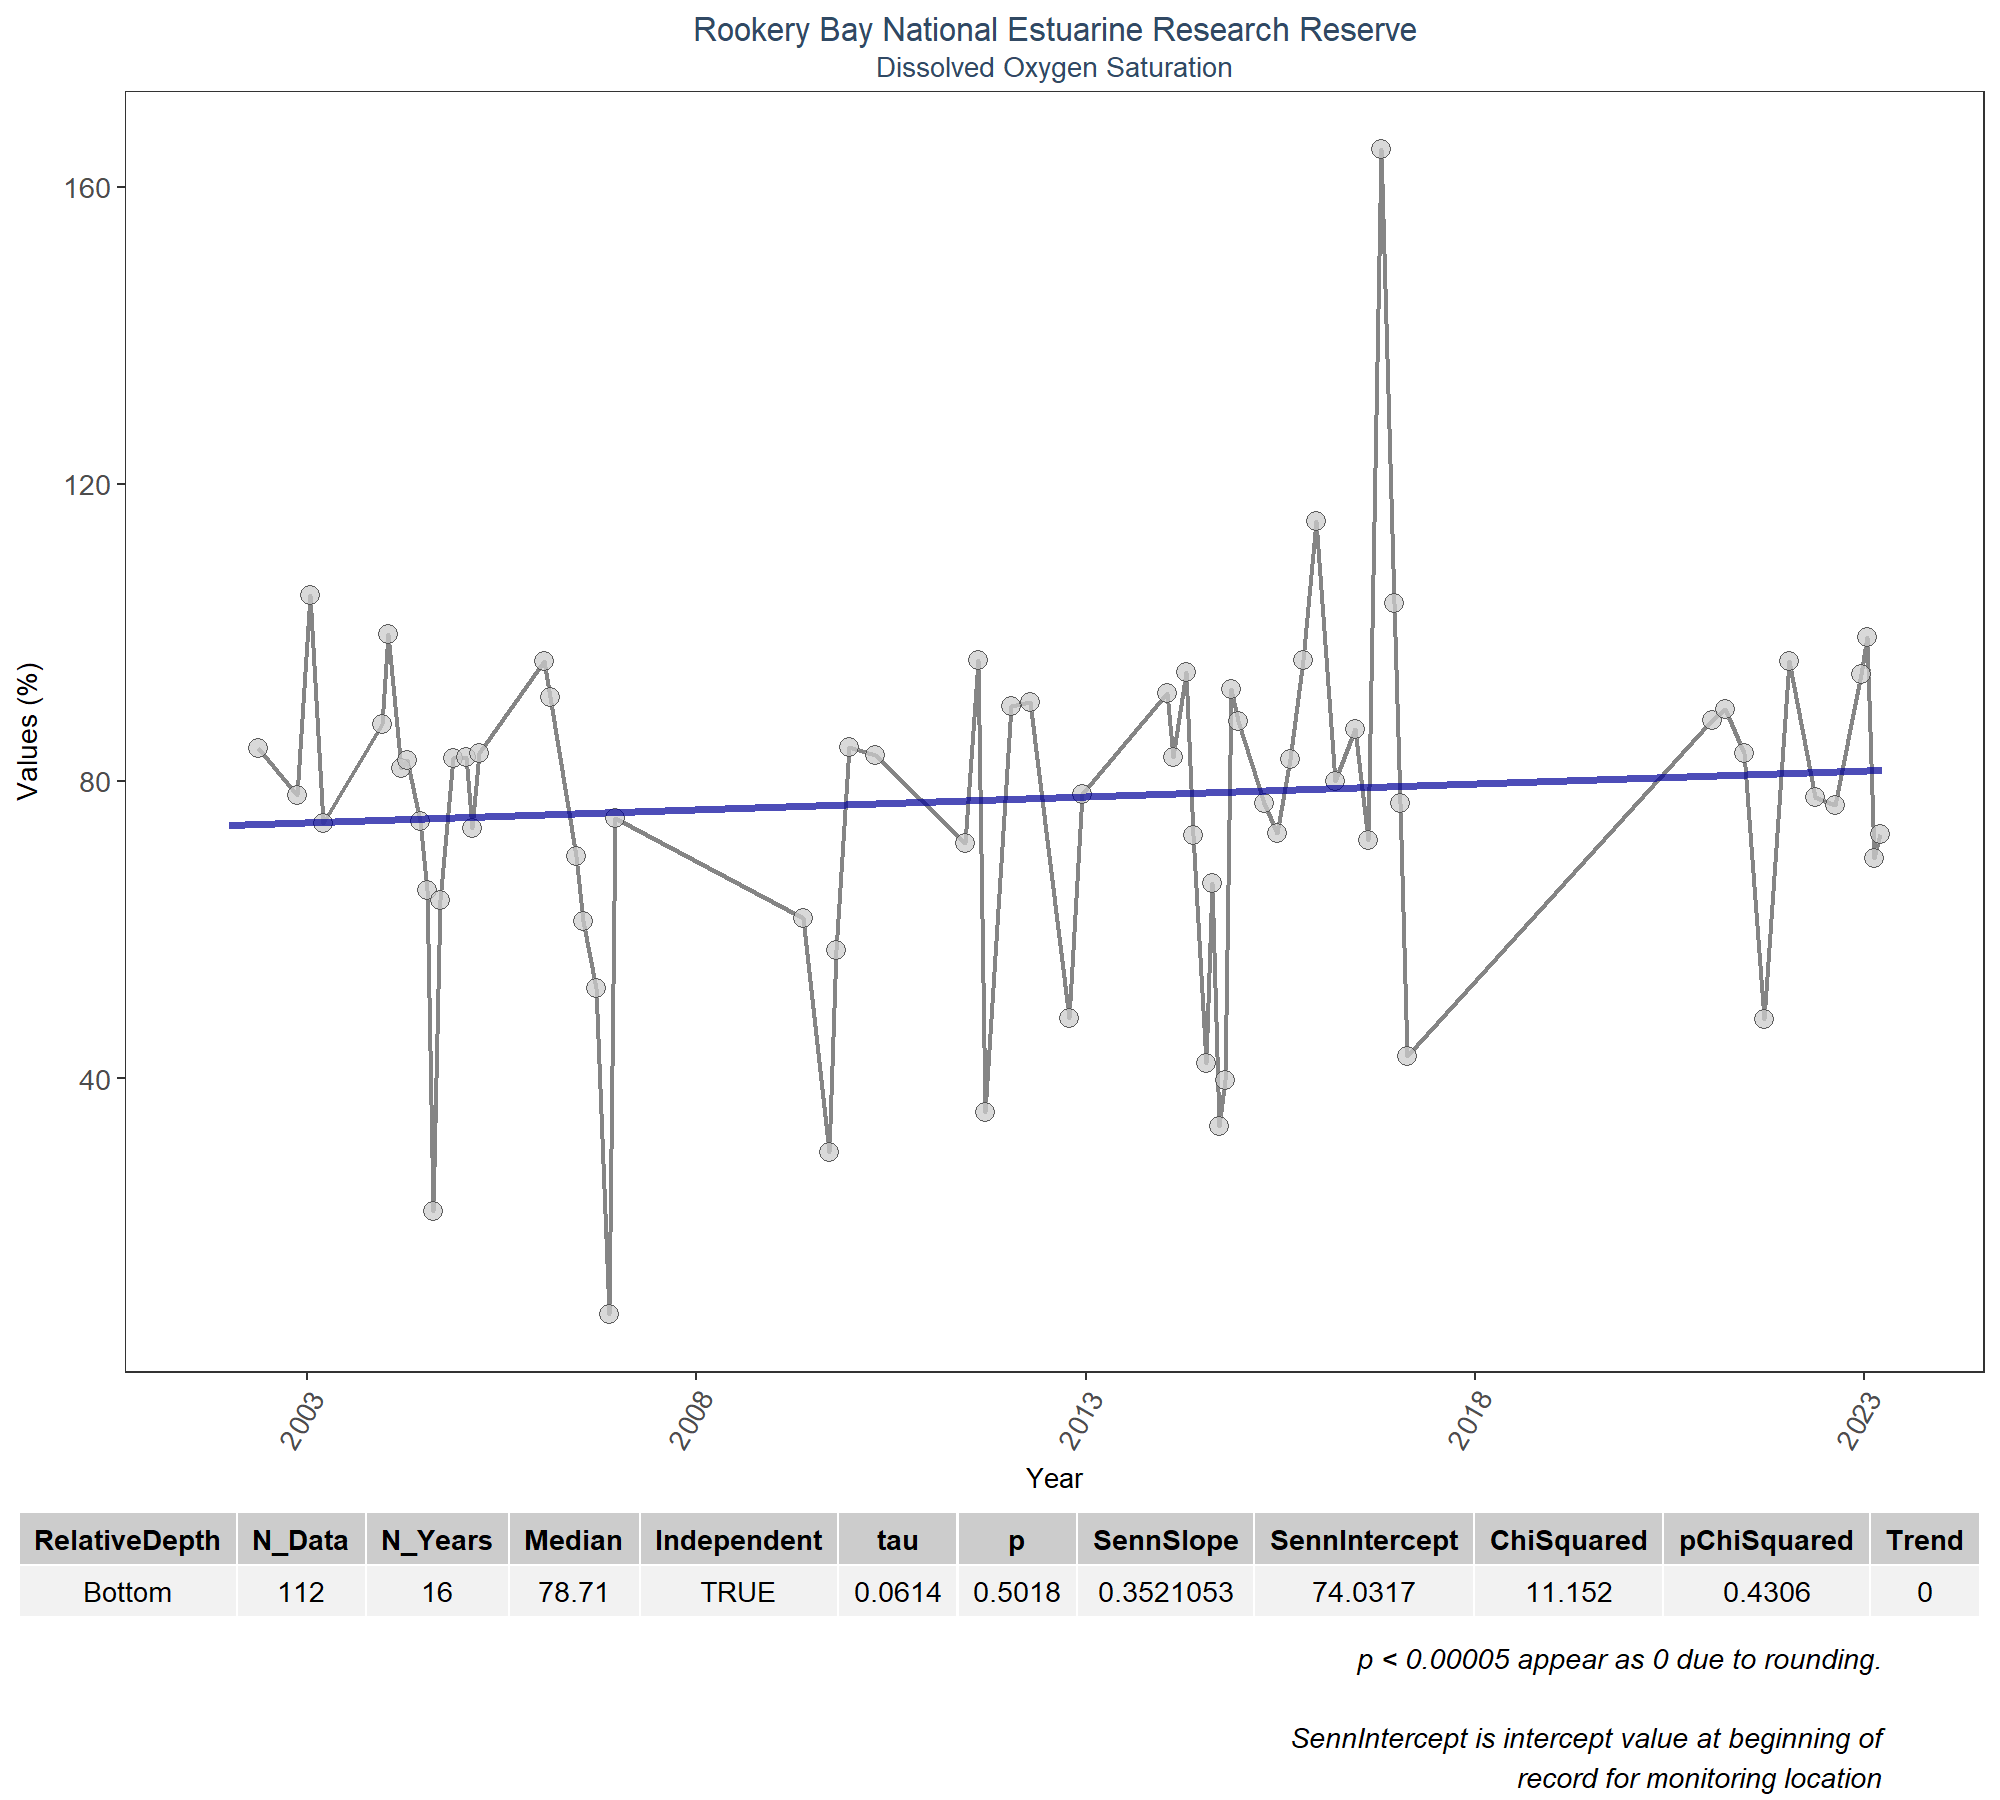 Rookery Bay National Estuarine Research Reserve
Dissolved Oxygen Saturation
Values (%)
160
120
80
40
2003
2008
2013
2018
2023
Year
RelativeDepth N_Data N_Years Median Independent tau p SennSlope SennIntercept ChiSquared pChiSquared Trend
Bottom 112 16 78.71 TRUE 0.0614 0.5018 0.3521053 74.0317 11.152 0.4306 0
p < 0.00005 appear as 0 due to rounding.
SennIntercept is intercept value at beginning of
record for monitoring location